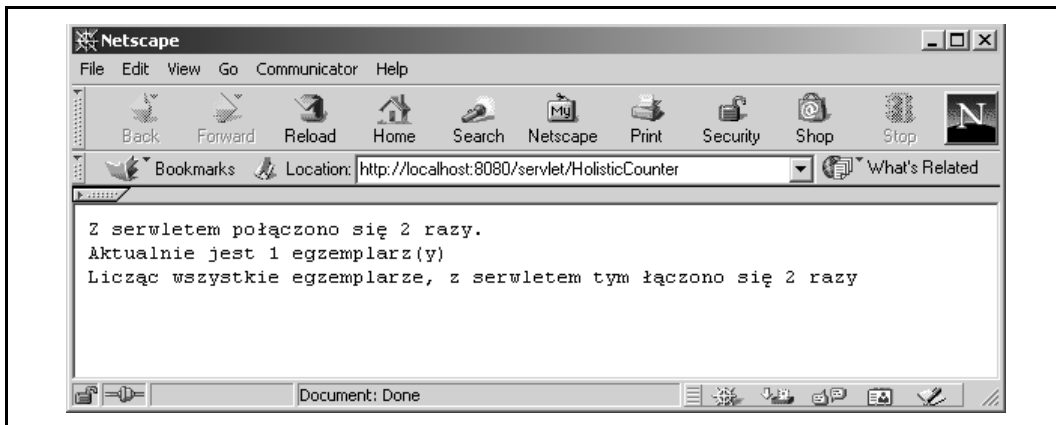 Netscape
File Edit View Go Communicator Help
Back Forward Reload Home Search My Netscape Print Security Shop Stop N
Bookmarks Location: http://localhost:8080/servlet/HolisticCounter What's Related
Z serwletem połączono się 2 razy.
Aktualnie jest 1 egzemplarz(y)
Licząc wszystkie egzemplarze, z serwletem tym łączono się 2 razy
Document: Done